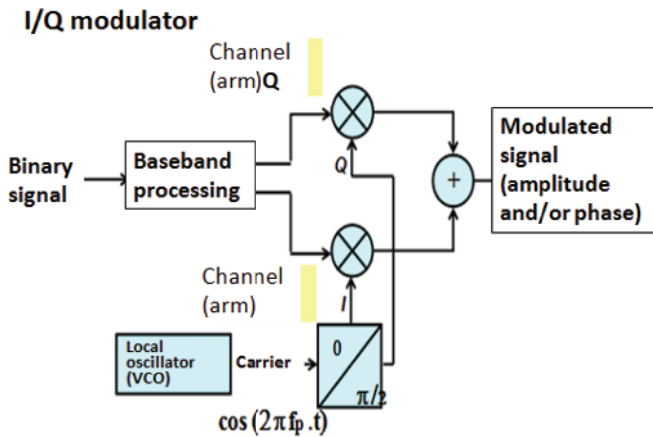 I/Q modulator
Channel
(arm)Q
Binary
signal
Baseband
processing
Q
+
Modulated
signal
(amplitude
and/or phase)
Channel
(arm)
I
Local
oscillator
(VCO)
Carrier
0
π/2
cos(2πfp.t)